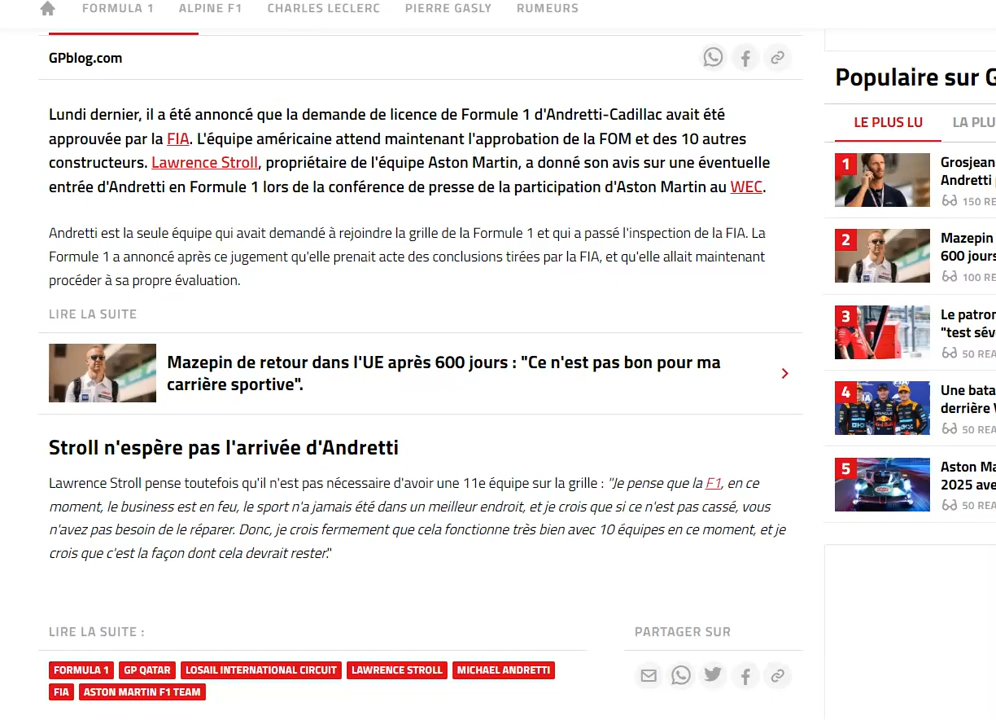 FORMULA 1 ALPINE F1 CHARLES LECLERC PIERRE GASLY RUMEURS
GPblog.com
Lundi dernier, il a été annoncé que la demande de licence de Formule 1 d'Andretti-Cadillac avait été
approuvée par la FIA. L'équipe américaine attend maintenant l'approbation de la FOM et des 10 autres
constructeurs. Lawrence Stroll, propriétaire de l'équipe Aston Martin, a donné son avis sur une éventuelle
entrée d'Andretti en Formule 1 lors de la conférence de presse de la participation d'Aston Martin au WEC.
Andretti est la seule équipe qui avait demandé à rejoindre la grille de la Formule 1 et qui a passé l'inspection de la FIA. La
Formule 1 a annoncé après ce jugement qu'elle prenait acte des conclusions tirées par la FIA, et qu'elle allait maintenant
procéder à sa propre évaluation.
LIRE LA SUITE
Mazepin de retour dans l'UE après 600 jours : "Ce n'est pas bon pour ma
carrière sportive".
Stroll n'espère pas l'arrivée d'Andretti
Lawrence Stroll pense toutefois qu'il n'est pas nécessaire d'avoir une 11e équipe sur la grille : "Je pense que la F1, en ce
moment, le business est en feu, le sport n'a jamais été dans un meilleur endroit, et je crois que si ce n'est pas cassé, vous
n'avez pas besoin de le réparer. Donc, je crois fermement que cela fonctionne très bien avec 10 équipes en ce moment, et je
crois que c'est la façon dont cela devrait rester."
LIRE LA SUITE :
FORMULA 1 GP QATAR LOSAIL INTERNATIONAL CIRCUIT LAWRENCE STROLL MICHAEL ANDRETTI
FIA ASTON MARTIN F1 TEAM
PARTAGER SUR
Populaire sur G
LE PLUS LU LA PLU
1 Grosjean
Andretti
150 RE
2 Mazepin
600 jours
100 RE
3 Le patron
"test sév
50 REA
4 Une bata
derrière
50 REA
5 Aston Ma
2025 ave
50 REA